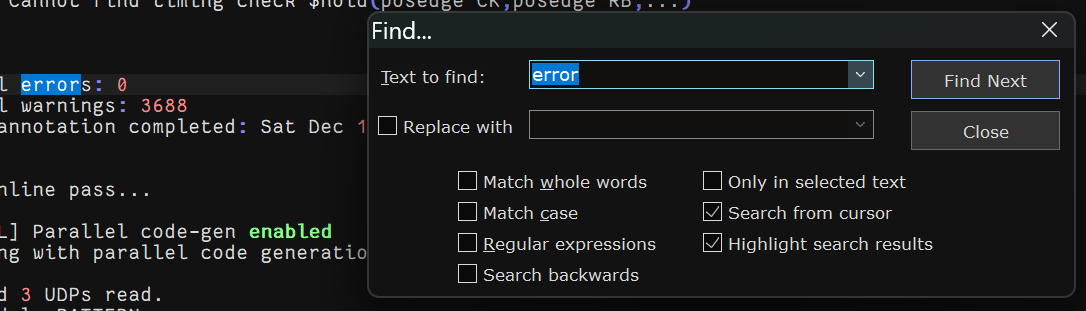 Cannot find timing check $hold(posedge CK,posedge RB,...)
Find...
Text to find:
error
Find Next
Replace with
Close
Match whole words
Only in selected text
Match case
Search from cursor
Regular expressions
Highlight search results
Search backwards
l errors: 0
l warnings: 3688
annotation completed: Sat Dec 1
nline pass...
L] Parallel code-gen enabled
ng with parallel code generatio
d 3 UDPs read.